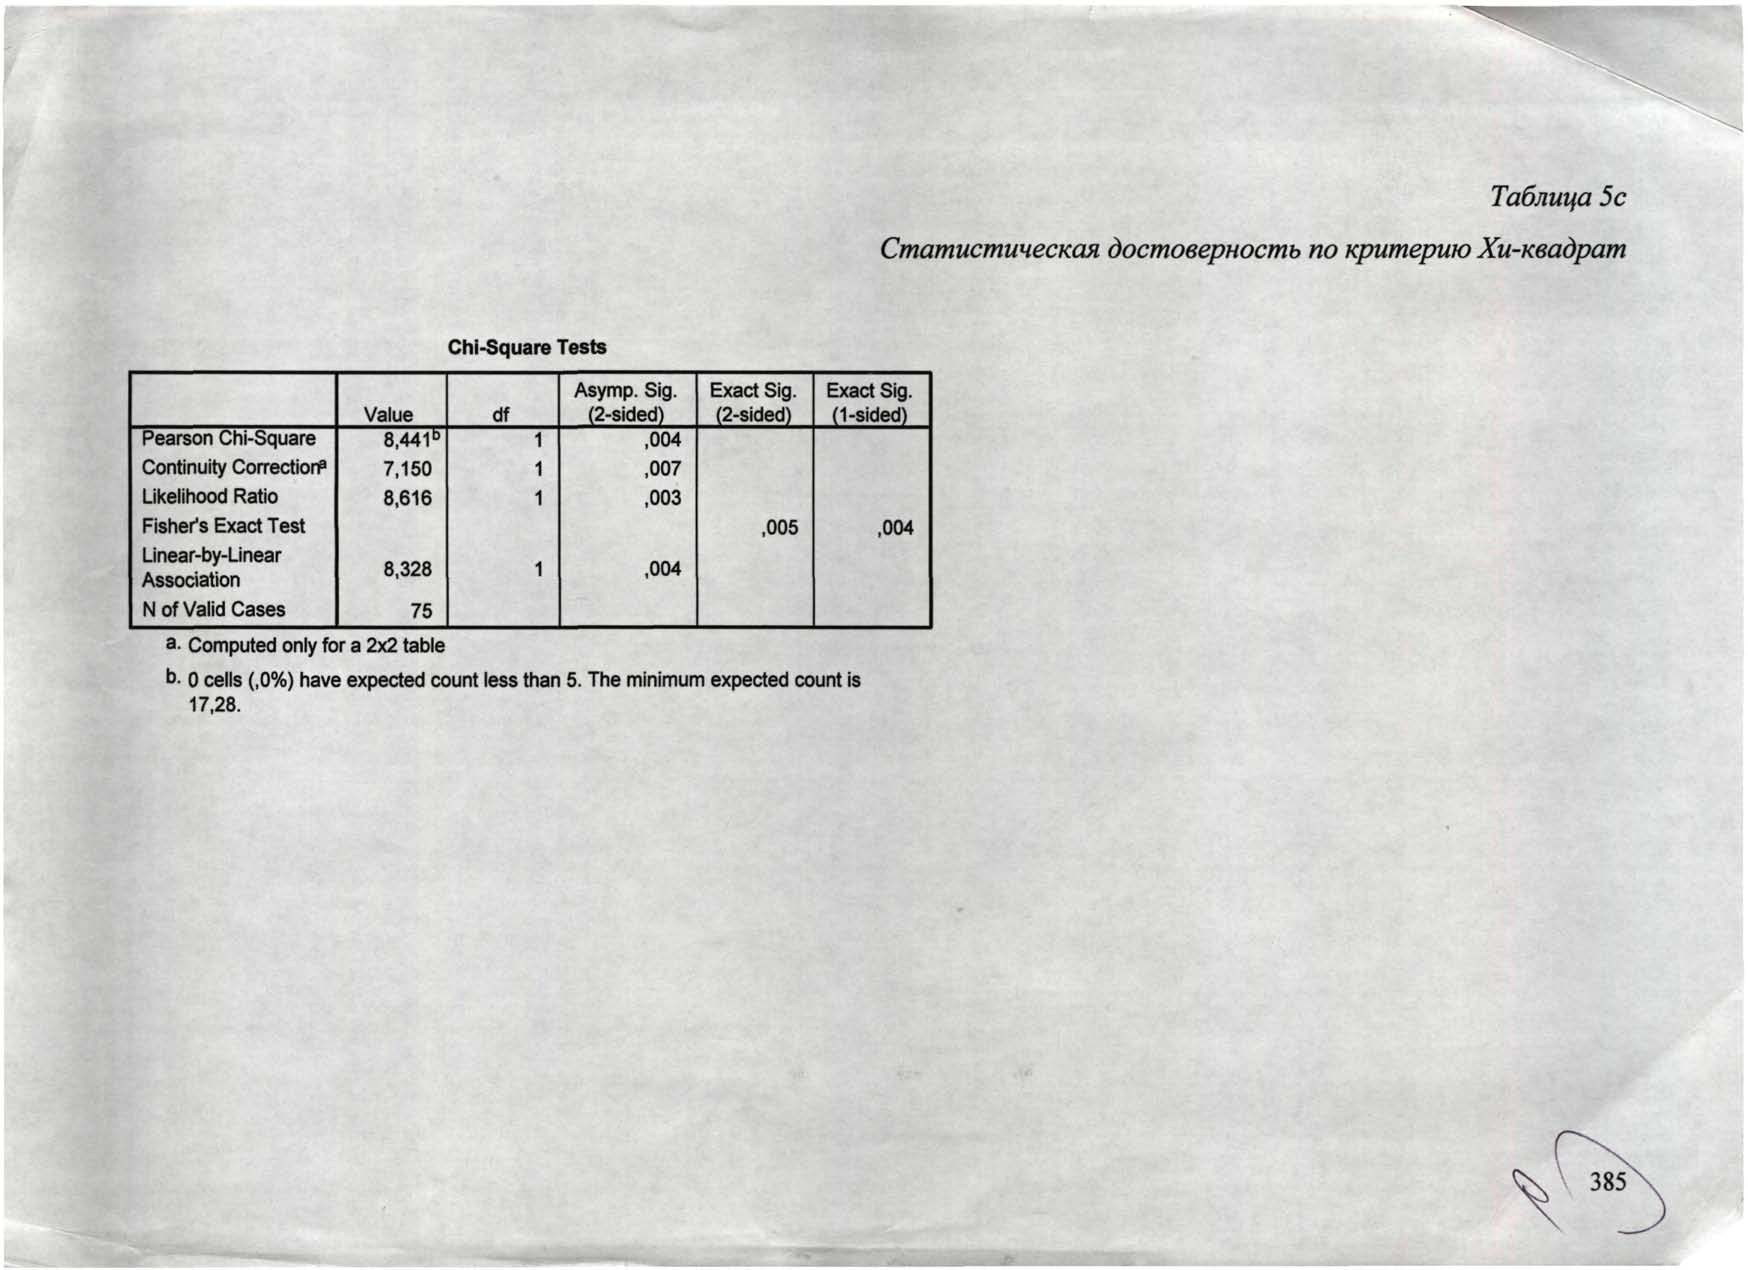 Таблица 5с
Статистическая достоверность по критерию Хи-квадрат
Chi-Square Tests
Value df Asymp. Sig. (2-sided) Exact Sig. (2-sided) Exact Sig. (1-sided)
Pearson Chi-Square 8,441b 1 ,004
Continuity Correctiona 7,150 1 ,007
Likelihood Ratio 8,616 1 ,003
Fisher's Exact Test ,005 ,004
Linear-by-Linear
Association 8,328 1 ,004
N of Valid Cases 75
a. Computed only for a 2x2 table
b. 0 cells (,0%) have expected count less than 5. The minimum expected count is
17,28.
385